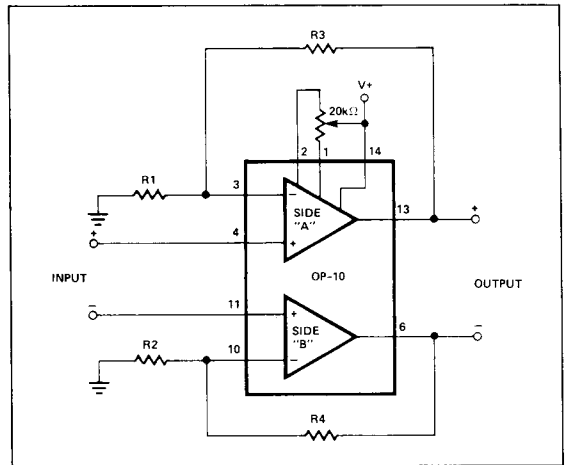 R3
V+
20kΩ
2 1 14
R1 3 − 13 +
SIDE
"A"
+ 4 +
INPUT OP-10 OUTPUT
− 11 + 6 −
SIDE
"B"
R2 10 −
R4